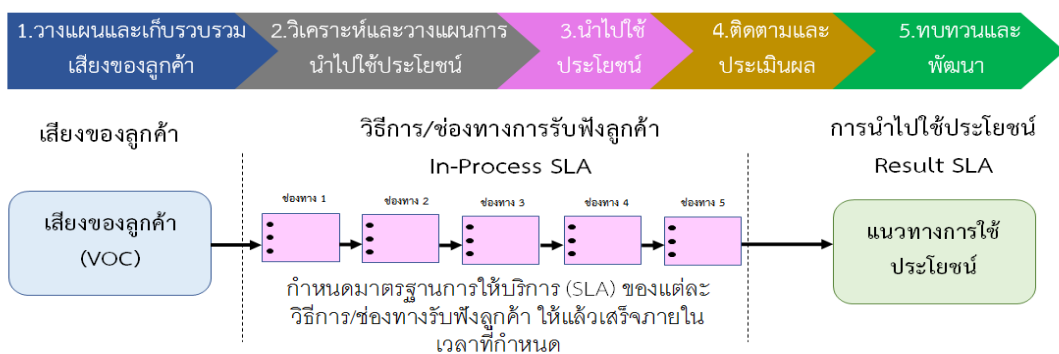 1.วางแผนและเก็บรวบรวม
เสียงของลูกค้า
2.วิเคราะห์และวางแผนการ
นำไปใช้ประโยชน์
3.นำไปใช้
ประโยชน์
4.ติดตามและ
ประเมินผล
5.ทบทวนและ
พัฒนา
เสียงของลูกค้า
วิธีการ/ช่องทางการรับฟังลูกค้า
In-Process SLA
การนำไปใช้ประโยชน์
Result SLA
เสียงของลูกค้า
(VOC)
ช่องทาง 1
ช่องทาง 2
ช่องทาง 3
ช่องทาง 4
ช่องทาง 5
แนวทางการใช้
ประโยชน์
กำหนดมาตรฐานการให้บริการ (SLA) ของแต่ละ
วิธีการ/ช่องทางรับฟังลูกค้า ให้แล้วเสร็จภายใน
เวลาที่กำหนด